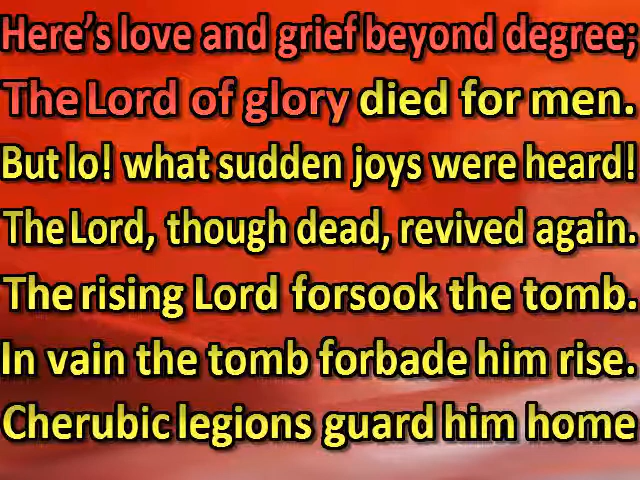 Here's love and grief beyond degree;
The Lord of glory died for men.
But lo! what sudden joys were heard!
The Lord, though dead, revived again.
The rising Lord forsook the tomb.
In vain the tomb forbade him rise.
Cherubic legions guard him home